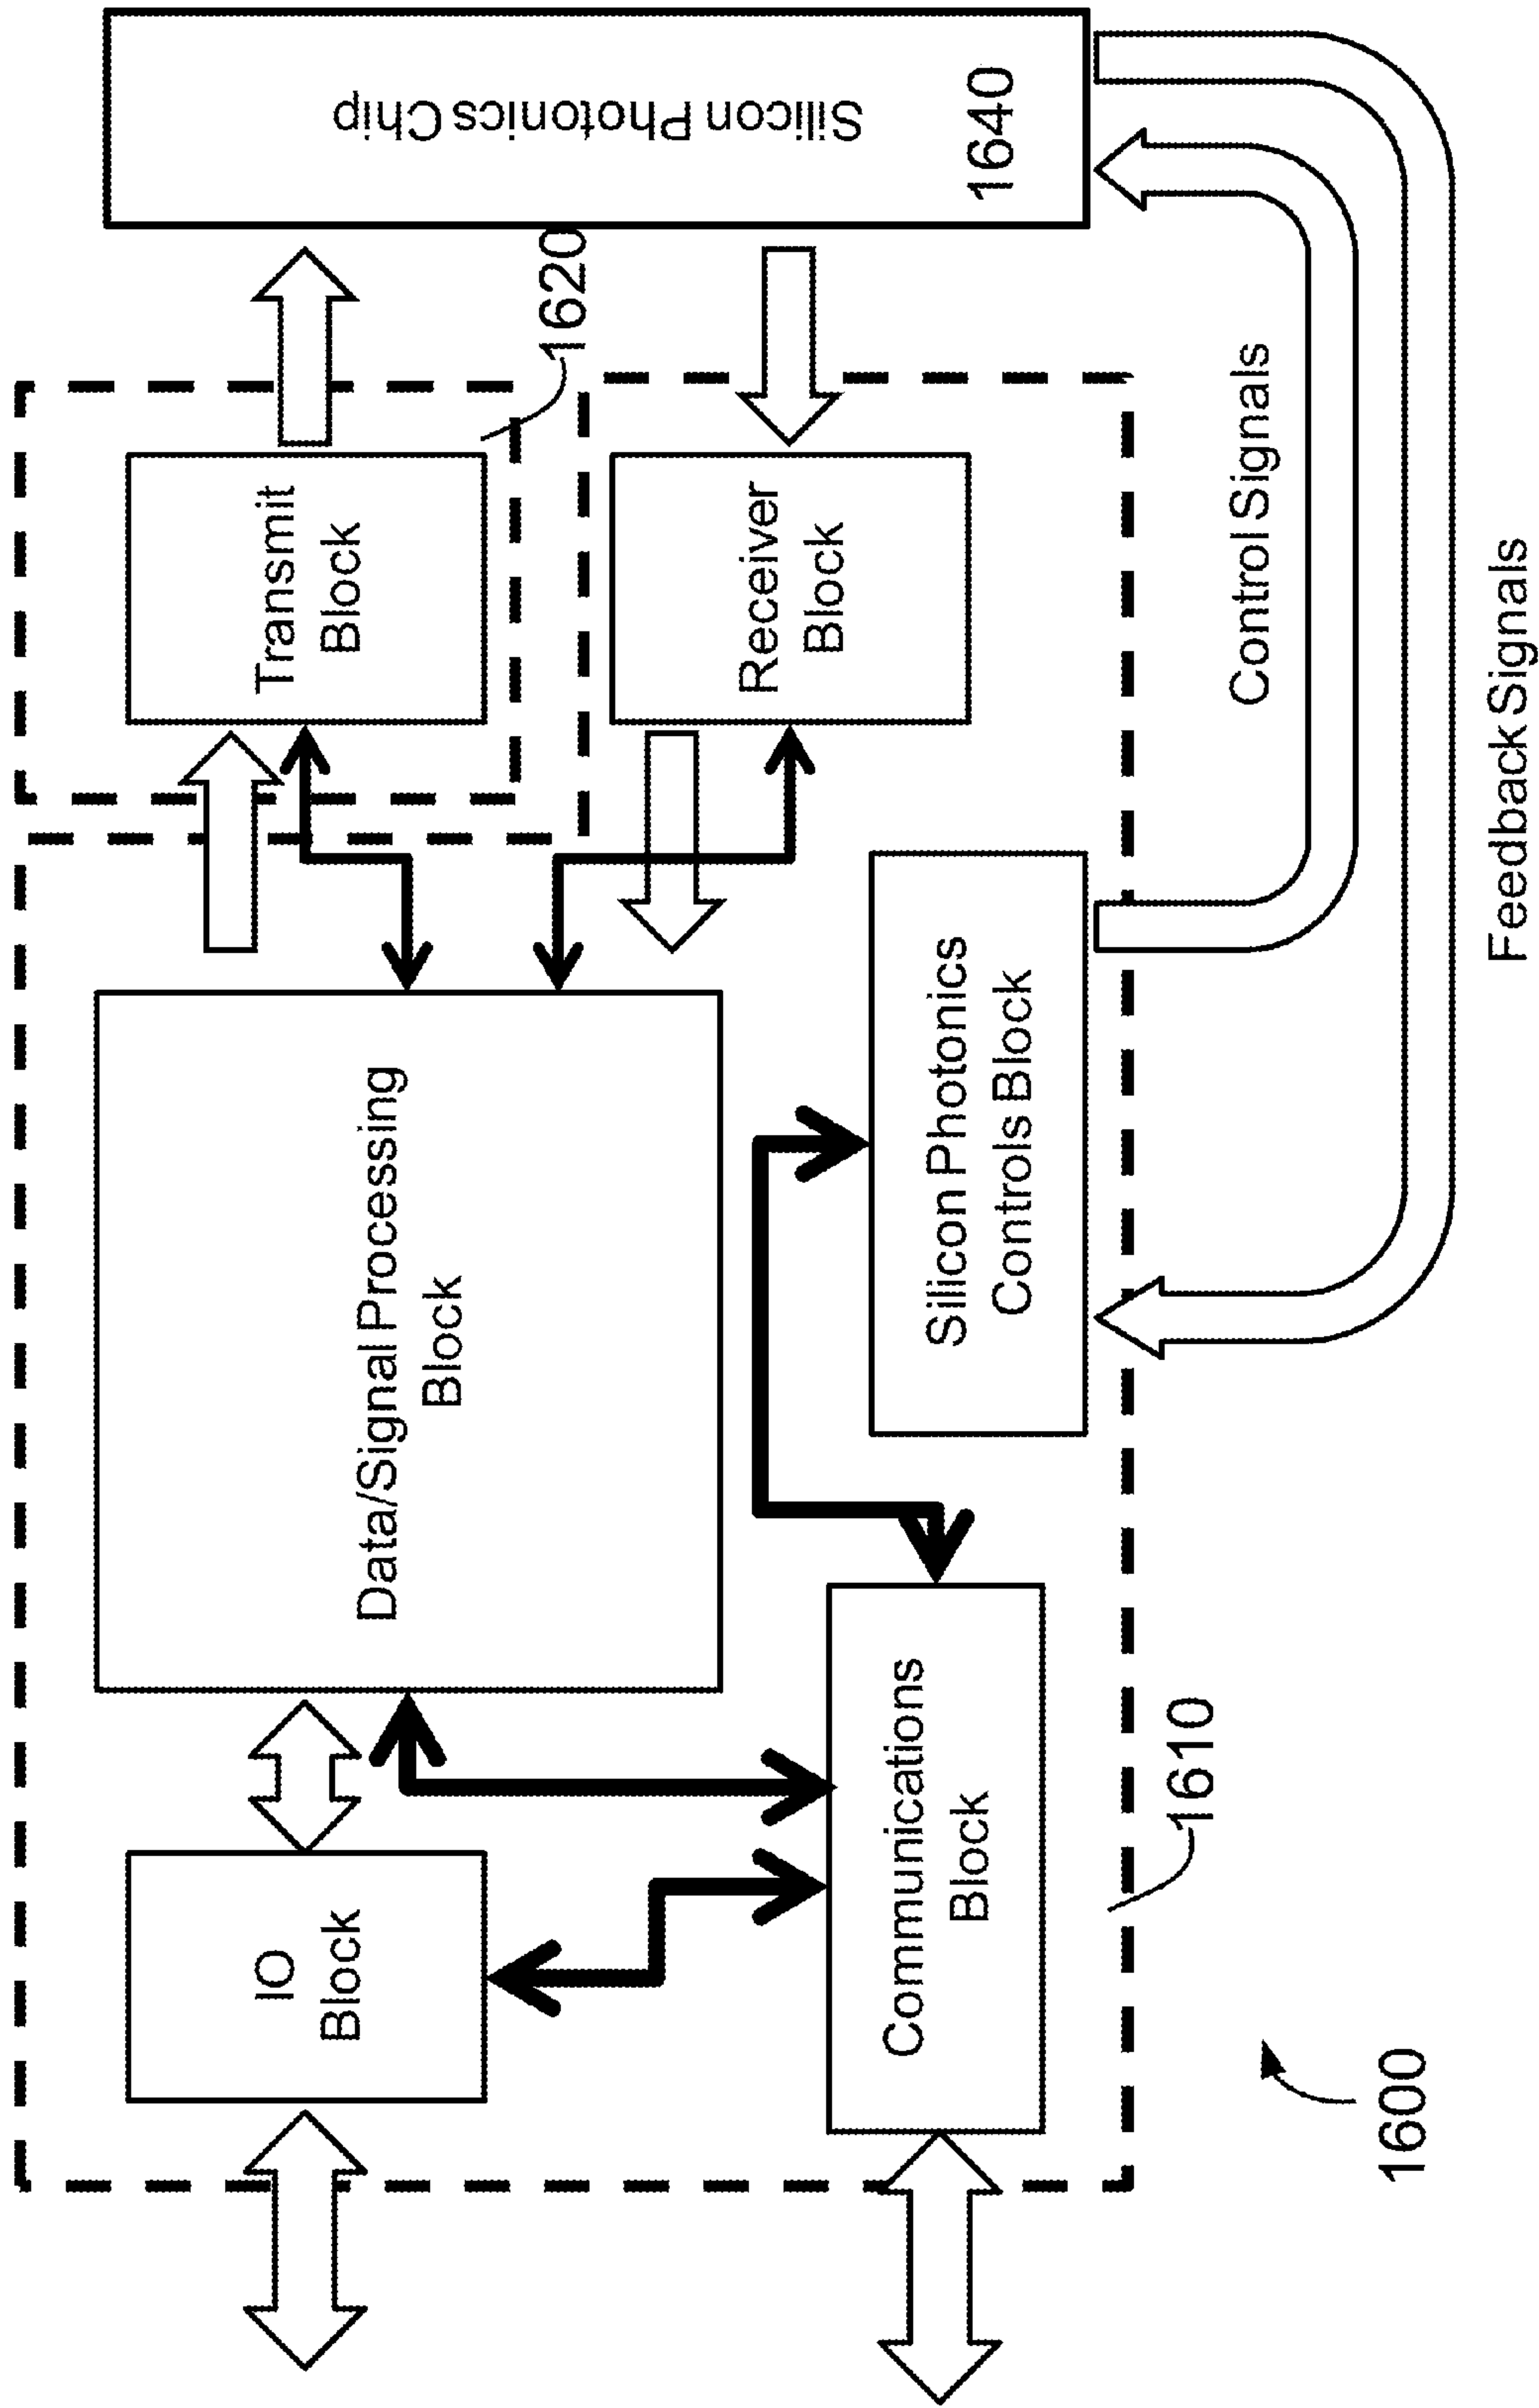 IO
Block
Data/Signal Processing
Block
Transmit
Block
1620
Silicon Photonics Chip
1640
Receiver
Block
Communications
Block
Silicon Photonics
Controls Block
1610
Control Signals
Feedback Signals
1600